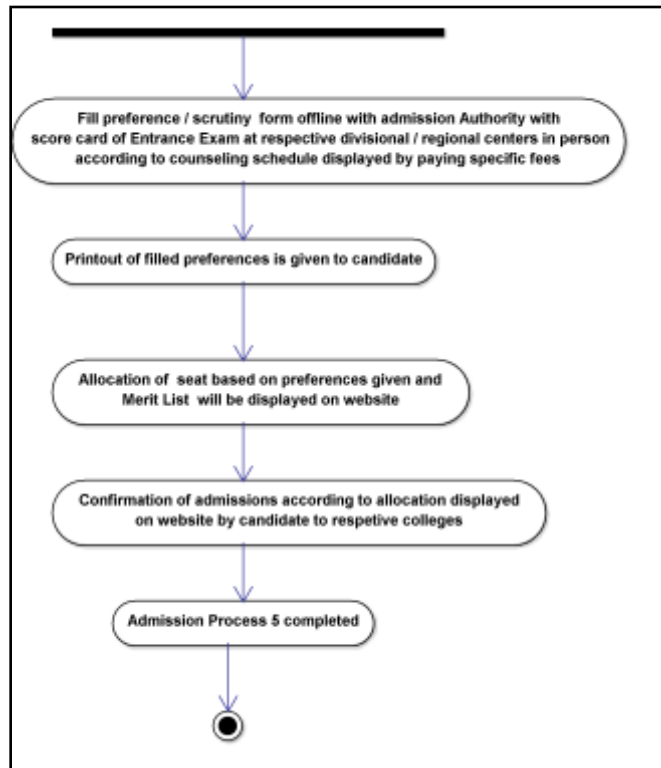 Fill preference / scrutiny form offline with admission Authority with
score card of Entrance Exam at respective divisional / regional centers in person
according to counseling schedule displayed by paying specific fees
Printout of filled preferences is given to candidate
Allocation of seat based on preferences given and
Merit List will be displayed on website
Confirmation of admissions according to allocation displayed
on website by candidate to respetive colleges
Admission Process 5 completed